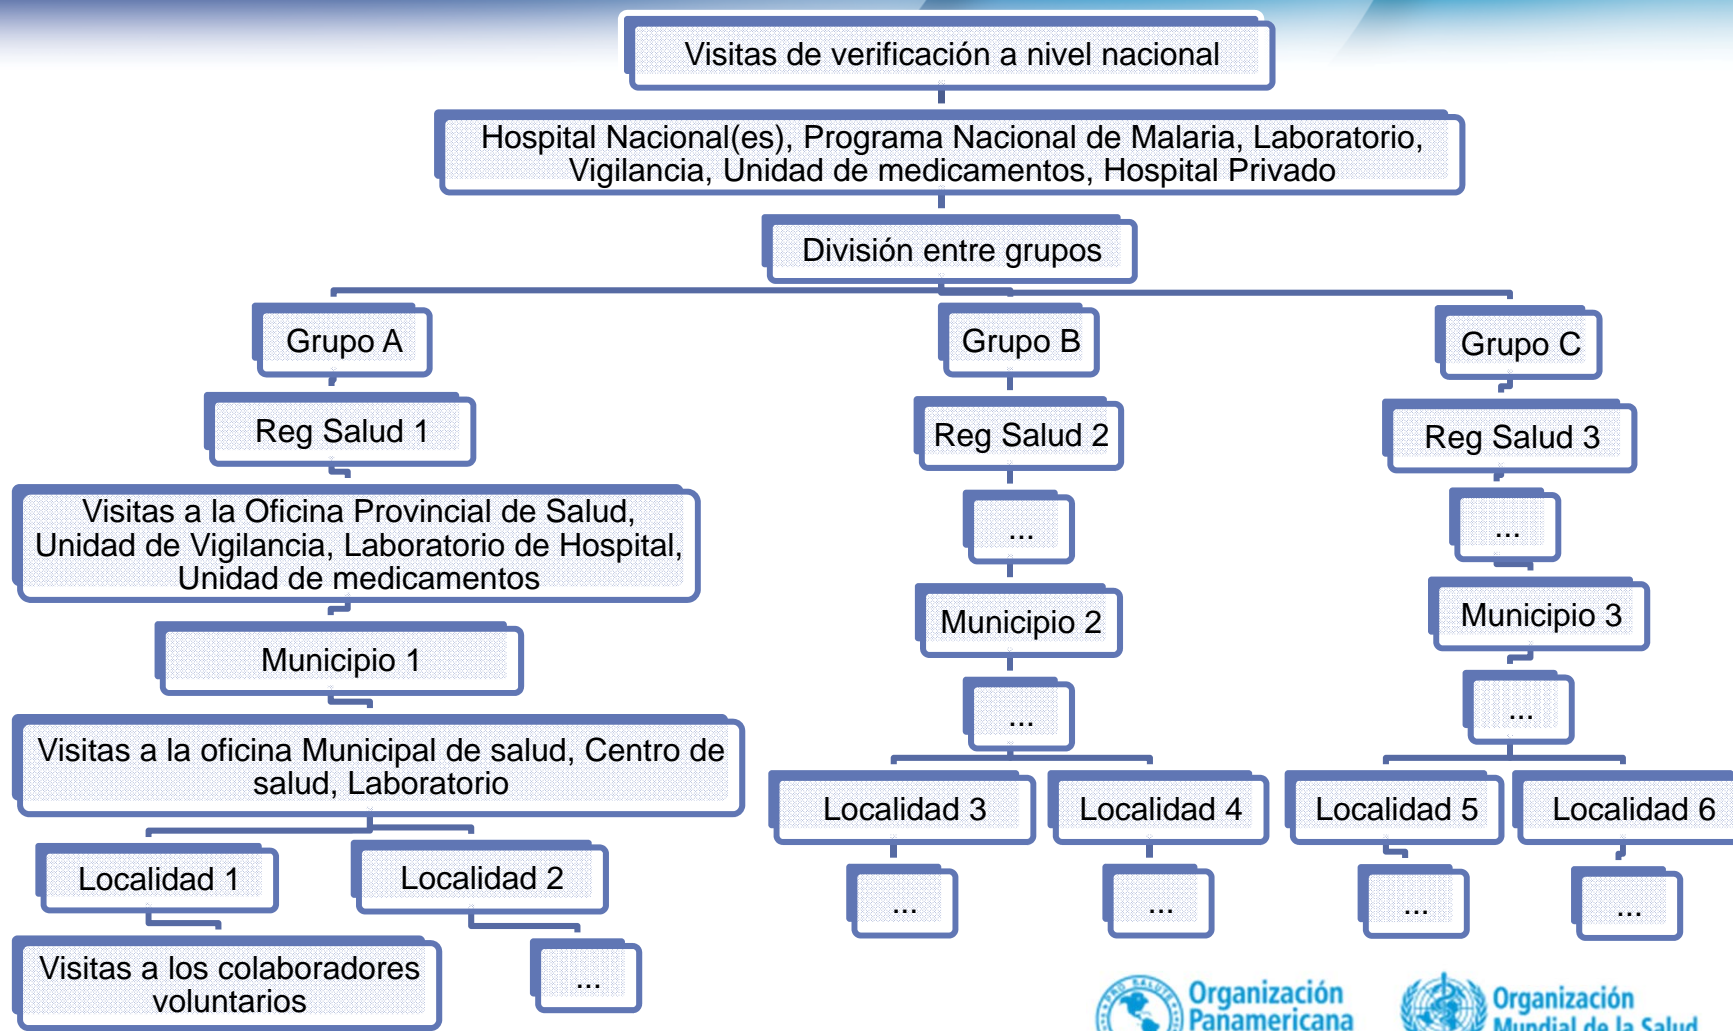 Visitas de verificación a nivel nacional
Hospital Nacional(es), Programa Nacional de Malaria, Laboratorio,
Vigilancia, Unidad de medicamentos, Hospital Privado
División entre grupos
Grupo A
Grupo B
Grupo C
Reg Salud 1
Reg Salud 2
Reg Salud 3
Visitas a la Oficina Provincial de Salud,
Unidad de Vigilancia, Laboratorio de Hospital,
Unidad de medicamentos
...
...
Municipio 1
Municipio 2
Municipio 3
Visitas a la oficina Municipal de salud, Centro de
salud, Laboratorio
...
...
Localidad 1
Localidad 2
Localidad 3
Localidad 4
Localidad 5
Localidad 6
Visitas a los colaboradores
voluntarios
...
...
...
...
...
Organización
Panamericana
Organización
Mundial de la Salud